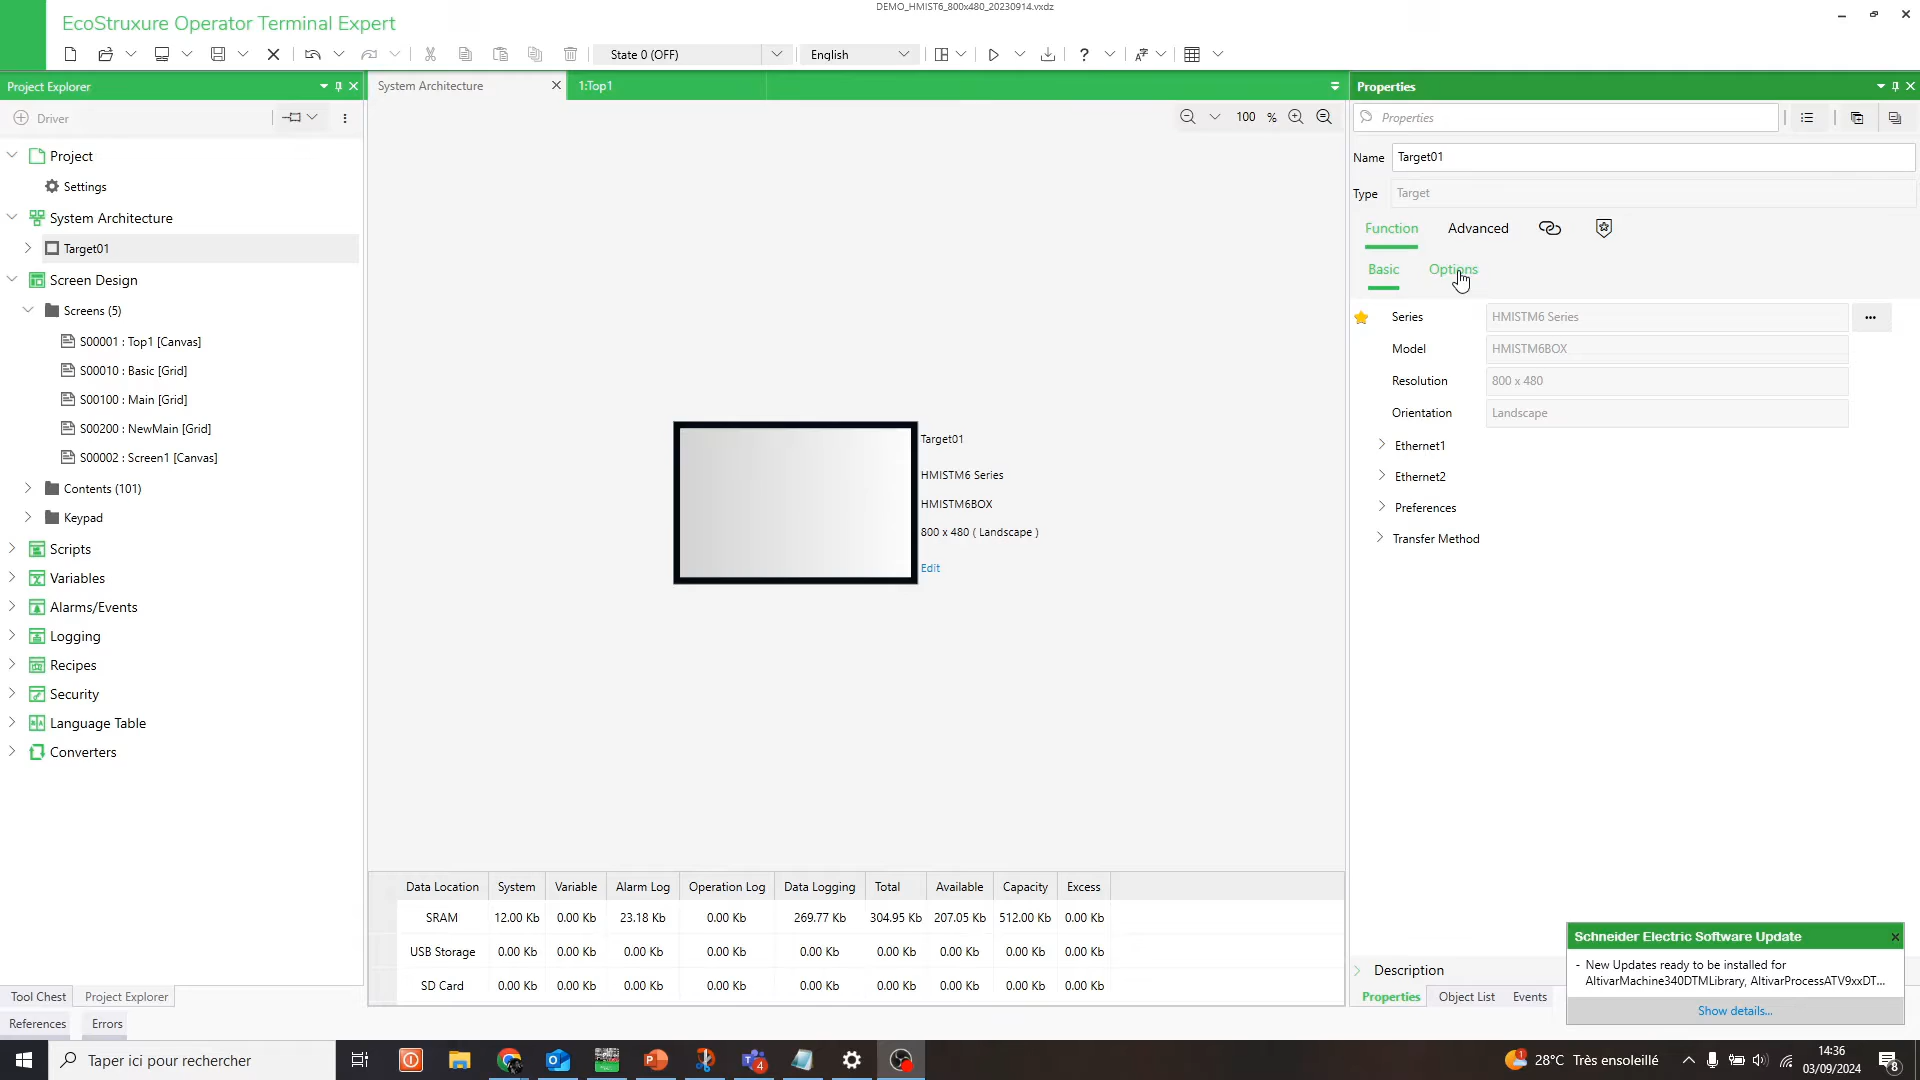 DEMO_HMIST6_800x480_20230914.vxdz
EcoStruxure Operator Terminal Expert
State 0 (OFF)
English
Project Explorer
System Architecture
1:Top1
Properties
Driver
100 %
Properties
Name Target01
Type Target
Function Advanced
Basic Options
Project
Settings
System Architecture
Target01
Screen Design
Screens (5)
S00001 : Top1 [Canvas]
S00010 : Basic [Grid]
S00100 : Main [Grid]
S00200 : NewMain [Grid]
S00002 : Screen1 [Canvas]
Contents (101)
Keypad
Scripts
Variables
Alarms/Events
Logging
Recipes
Security
Language Table
Converters
Target01
HMISTM6 Series
HMISTM6BOX
800 x 480 ( Landscape )
Edit
Series HMISTM6 Series ...
Model HMISTM6BOX
Resolution 800 x 480
Orientation Landscape
Ethernet1
Ethernet2
Preferences
Transfer Method
Data Location System Variable Alarm Log Operation Log Data Logging Total Available Capacity Excess
SRAM 12.00 Kb 0.00 Kb 23.18 Kb 0.00 Kb 269.77 Kb 304.95 Kb 207.05 Kb 512.00 Kb 0.00 Kb
USB Storage 0.00 Kb 0.00 Kb 0.00 Kb 0.00 Kb 0.00 Kb 0.00 Kb 0.00 Kb 0.00 Kb 0.00 Kb
SD Card 0.00 Kb 0.00 Kb 0.00 Kb 0.00 Kb 0.00 Kb 0.00 Kb 0.00 Kb 0.00 Kb 0.00 Kb
Description
Properties Object List Events
Schneider Electric Software Update
- New Updates ready to be installed for
AltivarMachine340DTMLibrary, AltivarProcessATV9xxDT...
Show details...
Tool Chest Project Explorer
References Errors
Taper ici pour rechercher
4
1
28°C Très ensoleillé
14:36
03/09/2024
8